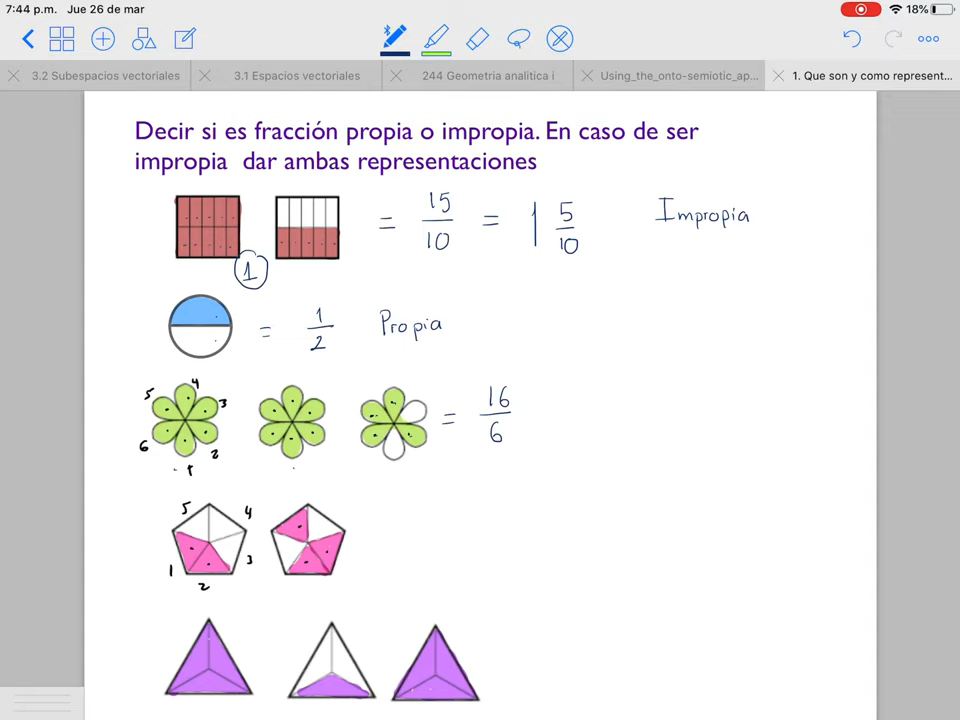 7:44 p.m. Jue 26 de mar 18%
3.2 Subespacios vectoriales 3.1 Espacios vectoriales 244 Geometria analitica i Using_the_onto-semiotic_ap... 1. Que son y como represent...
Decir si es fracción propia o impropia. En caso de ser
impropia dar ambas representaciones
= 15/10 = 1 5/10 Impropia
1
= 1/2 Propia
5 4 3 6 2 1
= 16/6
5 4 1 3 2